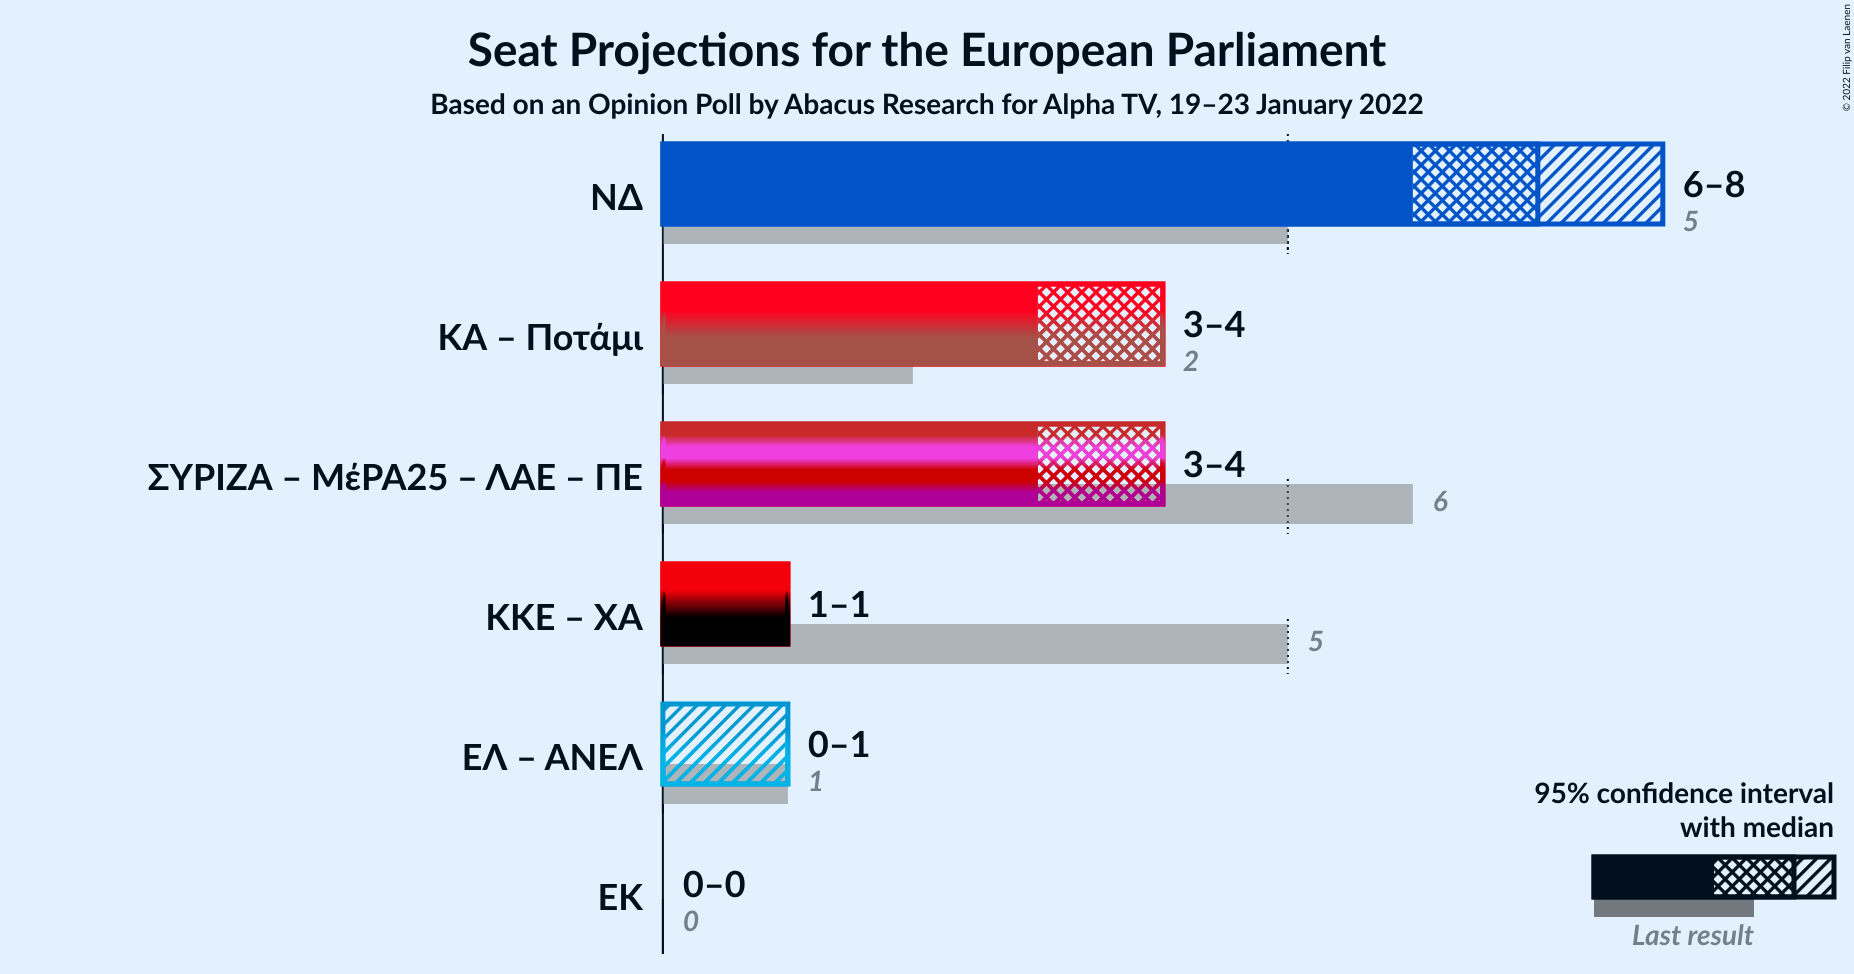 Seat Projections for the European Parliament
Based on an Opinion Poll by Abacus Research for Alpha TV, 19–23 January 2022
© 2022 Filip van Laenen
ΝΔ
6–8
5
ΚΑ – Ποτάμι
3–4
2
ΣΥΡΙΖΑ – ΜέΡΑ25 – ΛΑΕ – ΠΕ
3–4
6
ΚΚΕ – ΧΑ
1–1
5
ΕΛ – ΑΝΕΛ
0–1
1
ΕΚ
0–0
0
95% confidence interval
with median
Last result